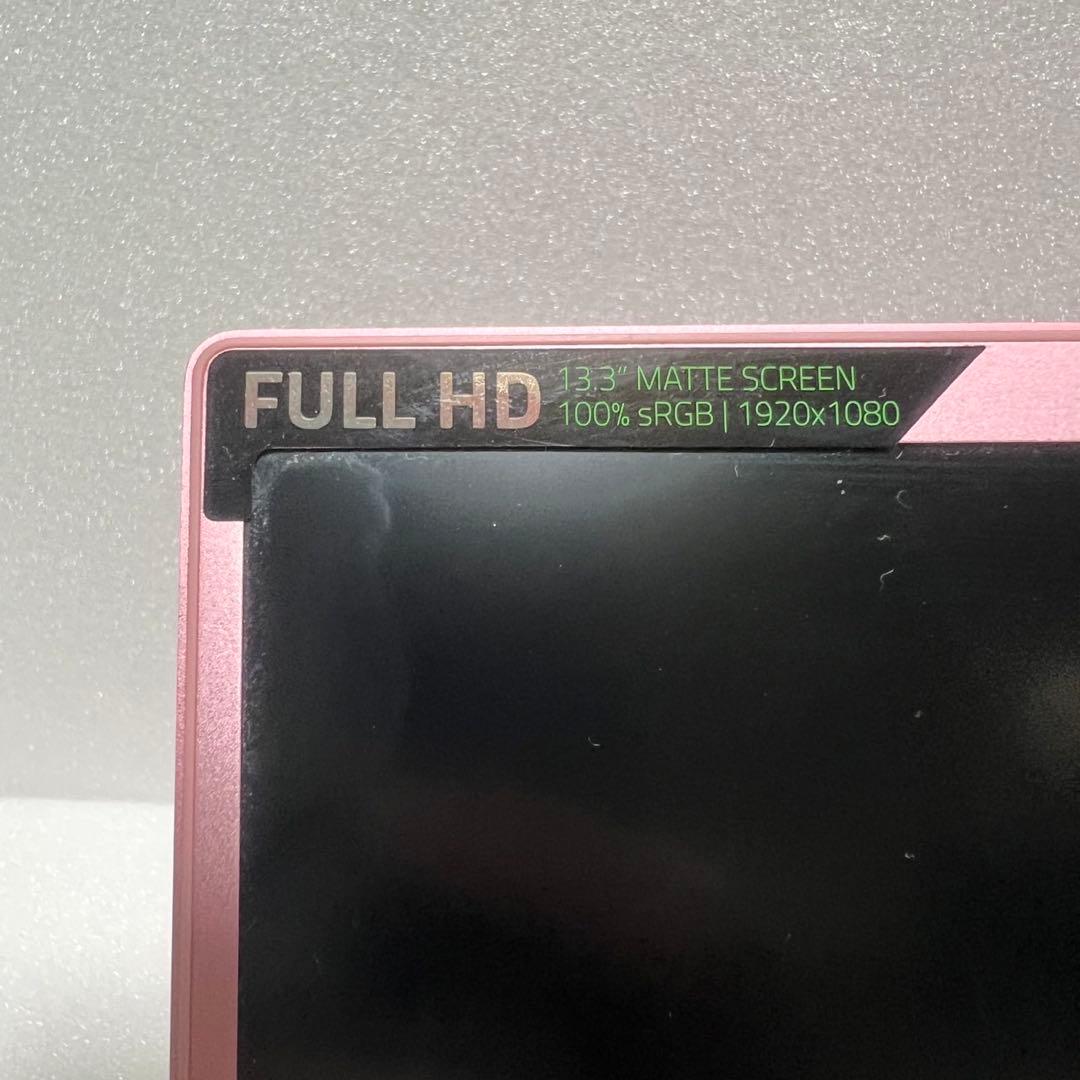 FULL HD
13.3" MATTE SCREEN
100% sRGB | 1920x1080